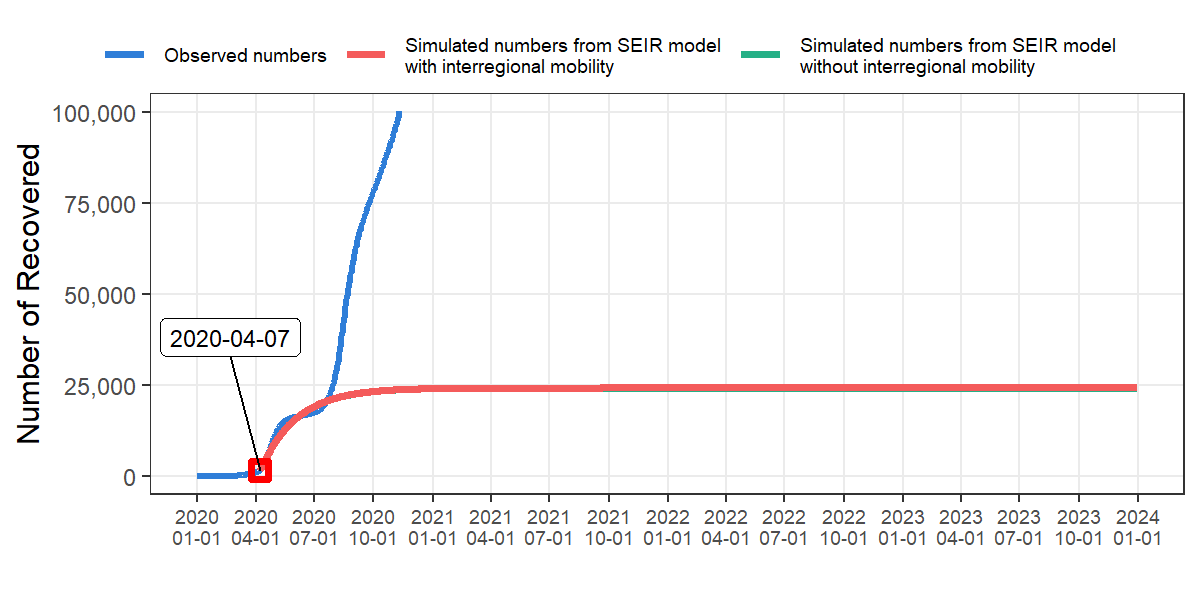 Observed numbers
Simulated numbers from SEIR model
with interregional mobility
Simulated numbers from SEIR model
without interregional mobility
Number of Recovered
100,000
75,000
50,000
25,000
0
2020-04-07
2020 2020 2020 2020 2021 2021 2021 2021 2022 2022 2022 2022 2023 2023 2023 2023 2024
01-01 04-01 07-01 10-01 01-01 04-01 07-01 10-01 01-01 04-01 07-01 10-01 01-01 04-01 07-01 10-01 01-01